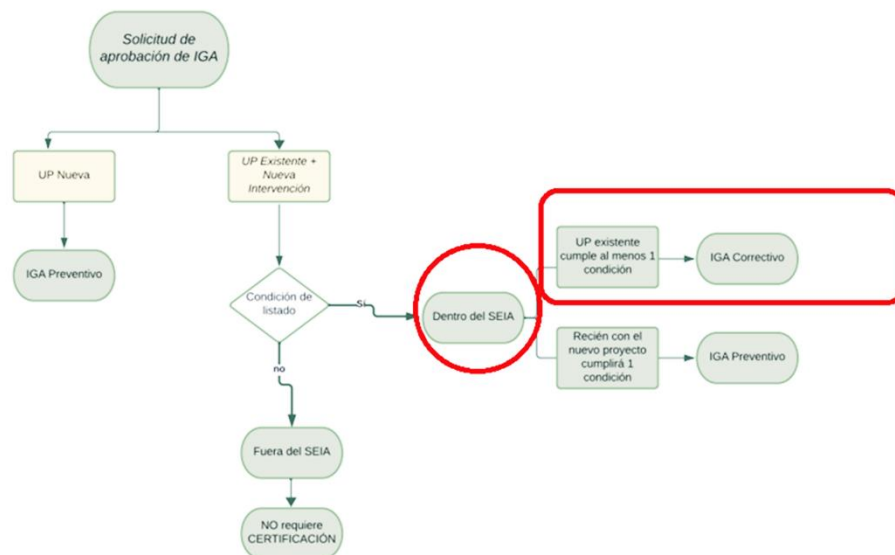 Solicitud de
aprobación de IGA
UP Nueva
UP Existente +
Nueva
Intervención
IGA Preventivo
Condición de
listado
Sí
no
Dentro del SEIA
UP existente
cumple al menos 1
condición
IGA Correctivo
Recién con el
nuevo proyecto
cumplirá 1
condición
IGA Preventivo
Fuera del SEIA
NO requiere
CERTIFICACIÓN